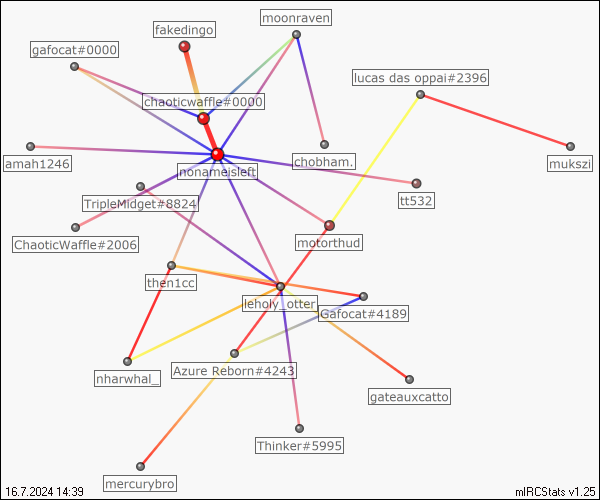 moonraven
fakedingo
gafocat#0000
lucas das oppai#2396
chaoticwaffle#0000
amah1246
chobham.
mukszi
nonameisleft
tt532
TripleMidget#8824
ChaoticWaffle#2006
motorthud
then1cc
leholy_otter
Gafocat#4189
Azure Reborn#4243
nharwhal_
gateauxcatto
Thinker#5995
mercurybro
16.7.2024 14:39
mIRCStats v1.25